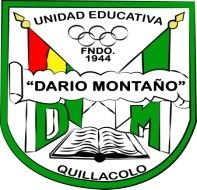 UNIDAD EDUCATIVA
FNDO.
1944
"DARIO MONTAÑO"
D M
QUILLACOLO